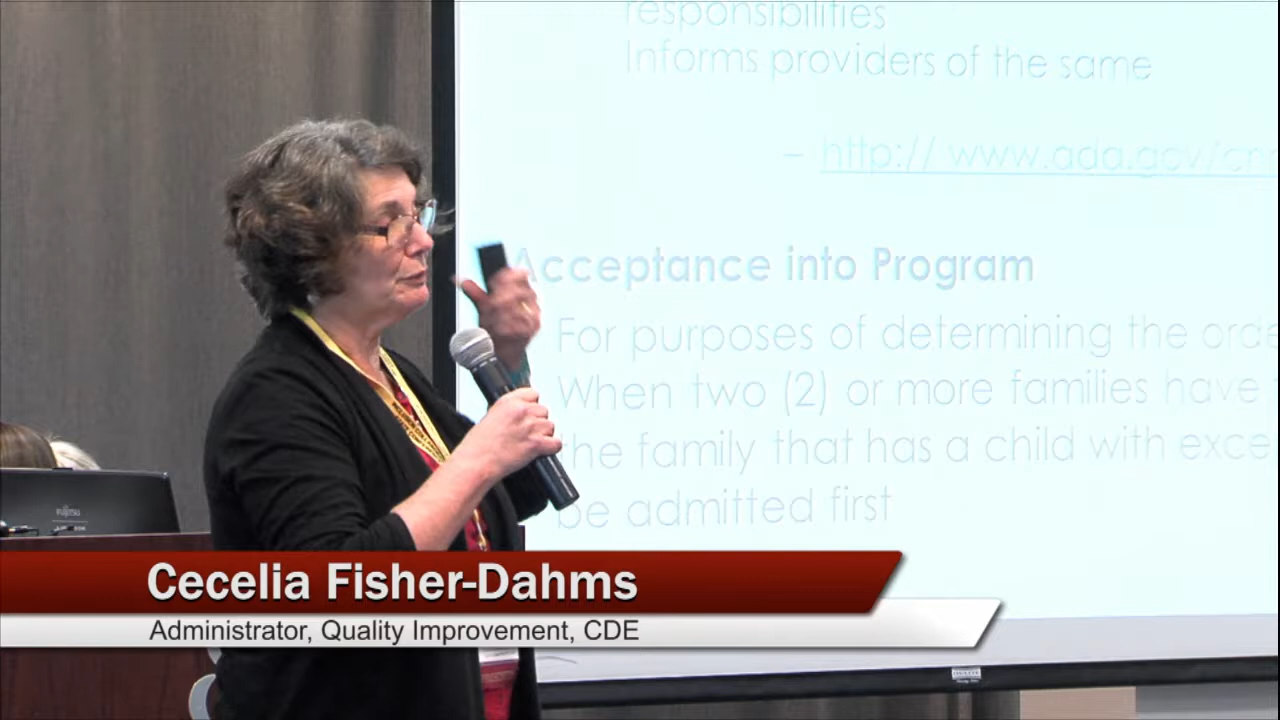 responsibilities
Informs providers of the same
– http:// www.ada.gov/
Acceptance into Program
For purposes of determining the
When two (2) or more families have
the family that has a child with
be admitted first
FUJITSU
Cecelia Fisher-Dahms
Administrator, Quality Improvement, CDE